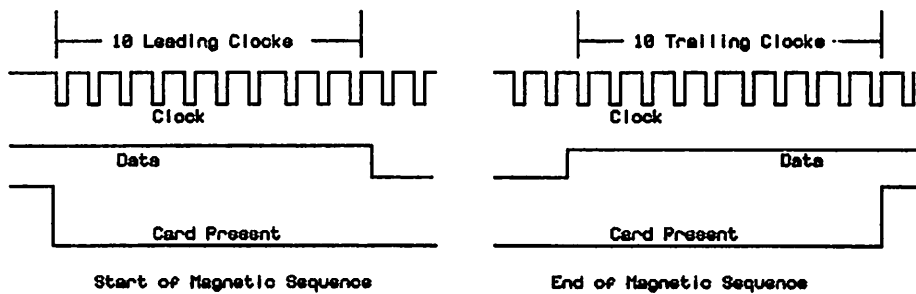 10 Leading Clocks
10 Trailing Clocks
Clock
Clock
Data
Data
Card Present
Card Present
Start of Magnetic Sequence
End of Magnetic Sequence